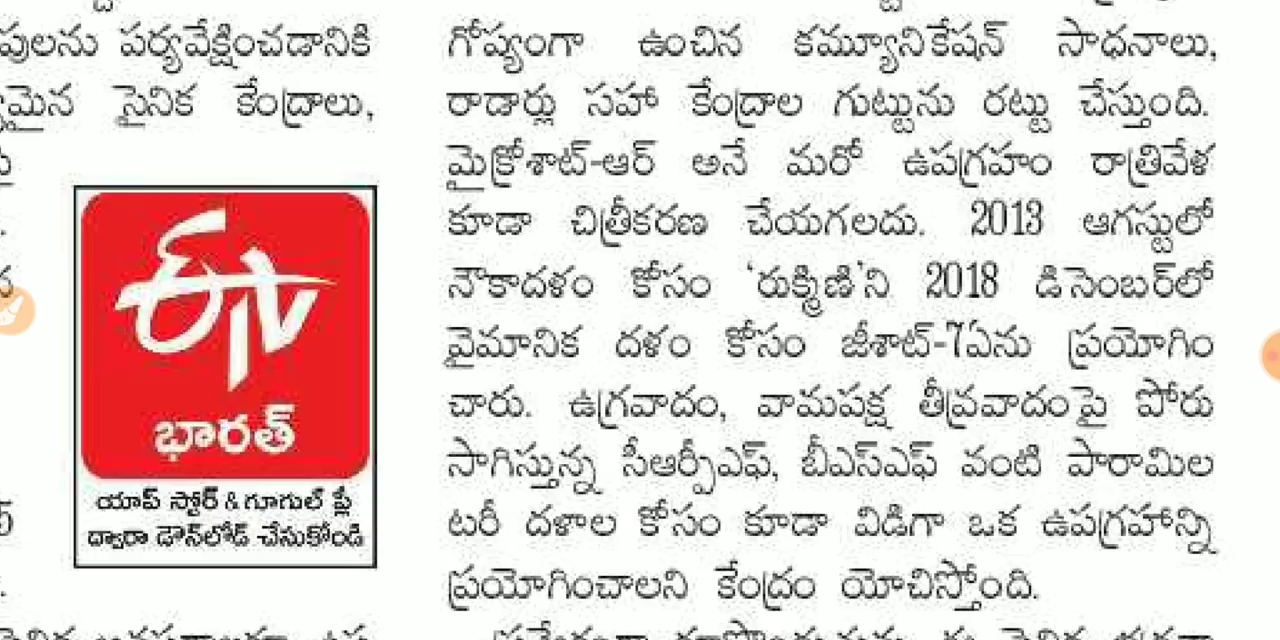 పులను పర్యవేక్షించడానికి
మైన సైనిక కేంద్రాలు,
ETV
భారత్
యాప్ స్టోర్ & గూగుల్ ప్లే
ద్వారా డౌన్‌లోడ్ చేసుకోండి
గోప్యంగా ఉంచిన కమ్యూనికేషన్ సాధనాలు,
రాడార్లు సహా కేంద్రాల గుట్టును రట్టు చేస్తుంది.
మైక్రోశాట్-ఆర్ అనే మరో ఉపగ్రహం రాత్రివేళ
కూడా చిత్రీకరణ చేయగలదు. 2013 ఆగస్టులో
నౌకాదళం కోసం ‘రుక్మిణి’ని 2018 డిసెంబర్‌లో
వైమానిక దళం కోసం జీశాట్-7ఏను ప్రయోగిం
చారు. ఉగ్రవాదం, వామపక్ష తీవ్రవాదంపై పోరు
సాగిస్తున్న సీఆర్పీఎఫ్, బీఎస్ఎఫ్ వంటి పారామిల
టరీ దళాల కోసం కూడా విడిగా ఒక ఉపగ్రహాన్ని
ప్రయోగించాలని కేంద్రం యోచిస్తోంది.